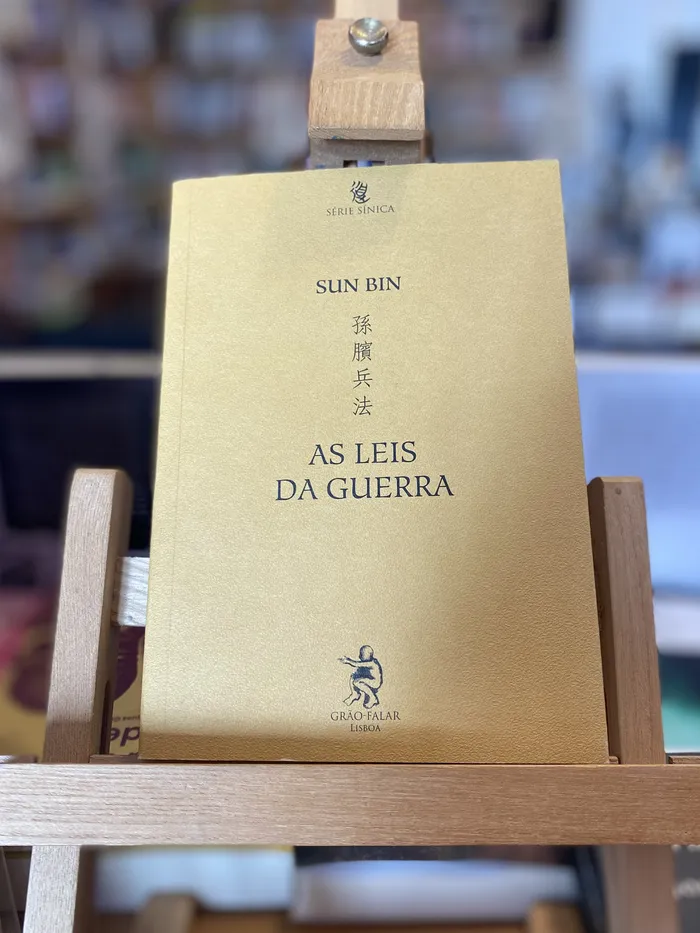 SÉRIE SÍNICA
SUN BIN
孫
臏
兵
法
AS LEIS
DA GUERRA
GRÃO-FALAR
LISBOA